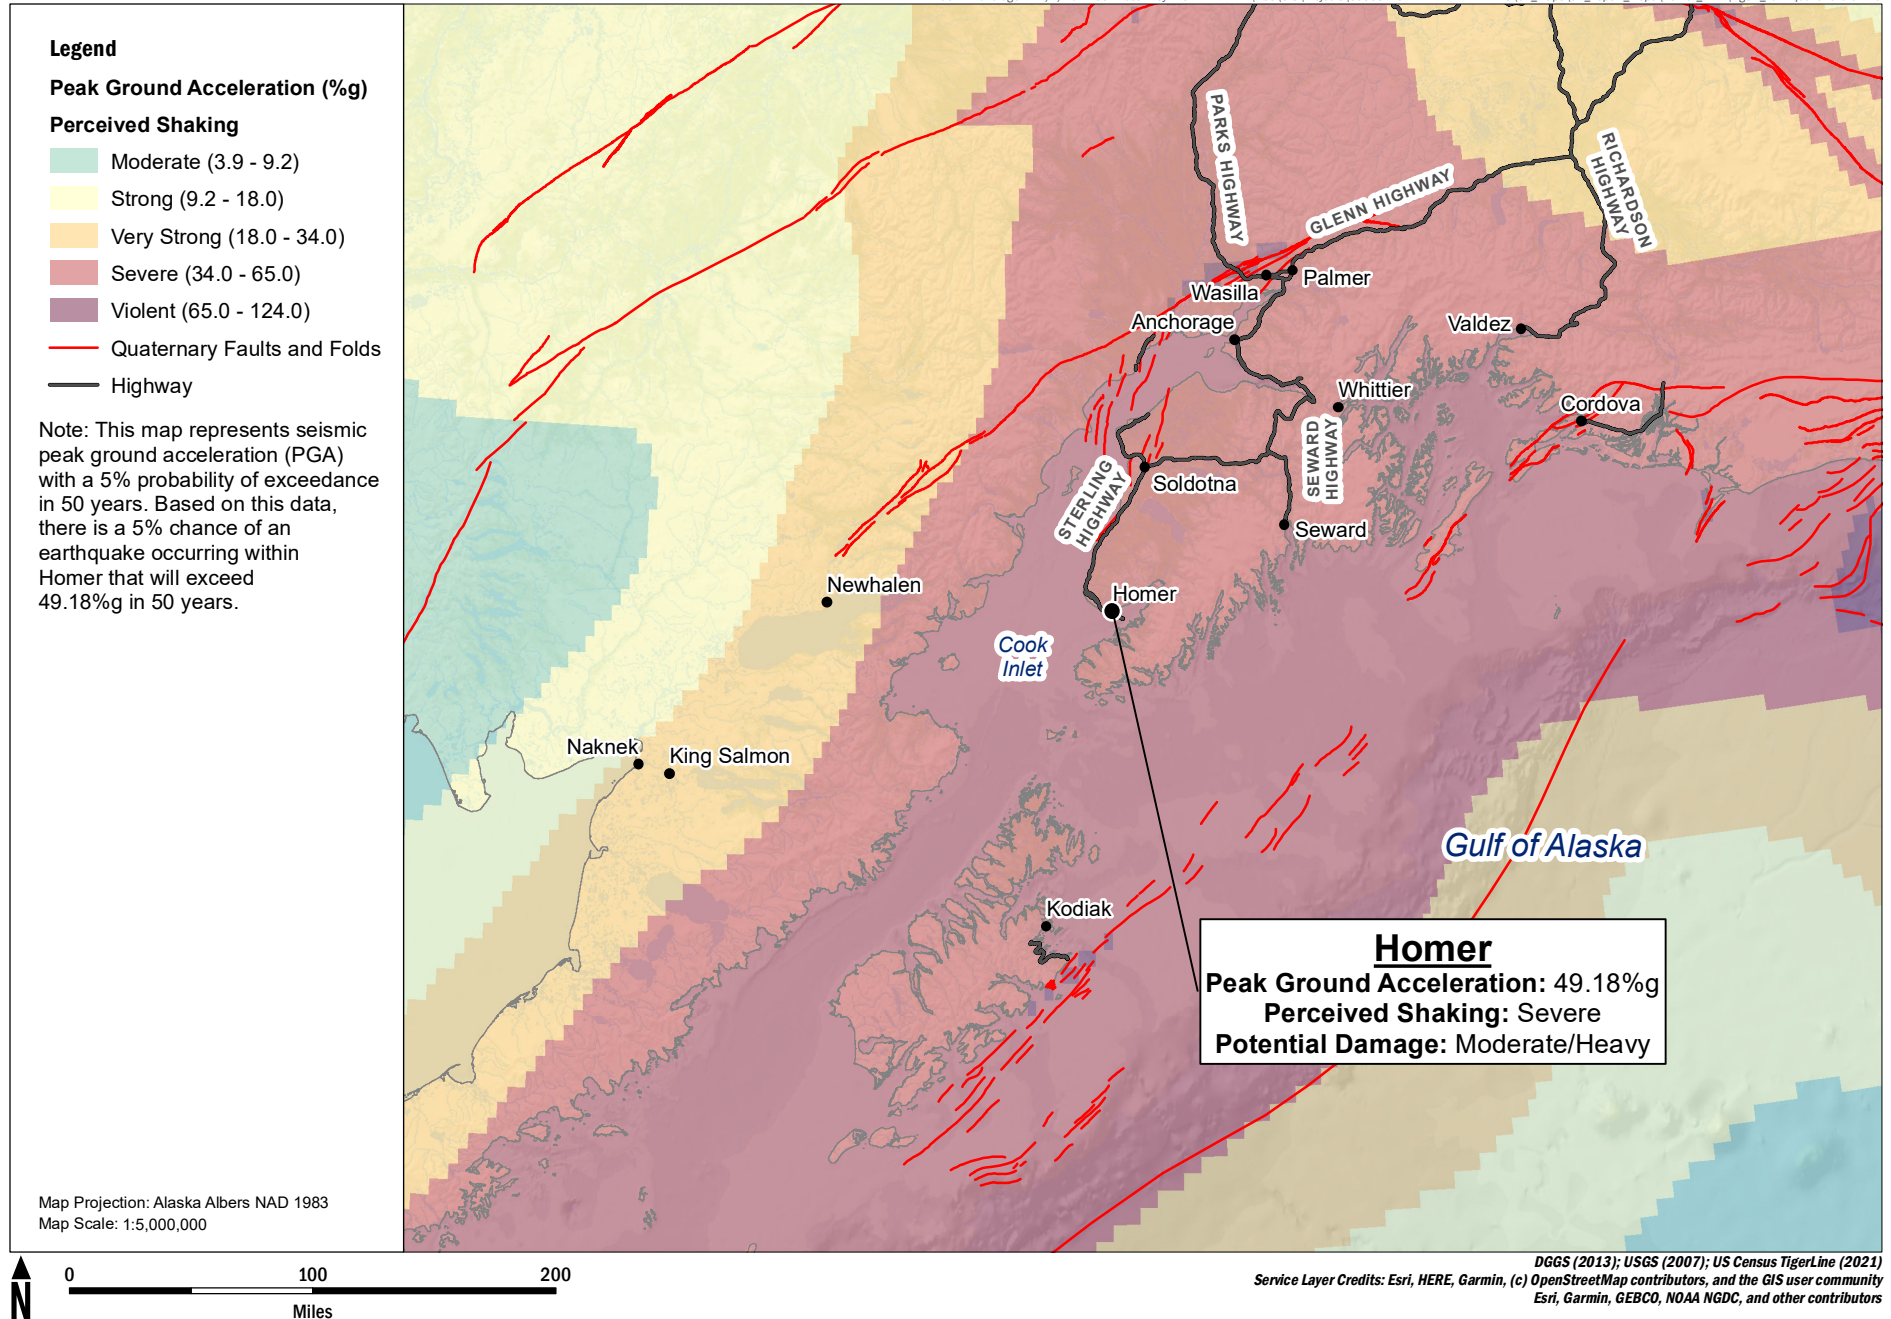 Legend
Peak Ground Acceleration (%g)
Perceived Shaking
Moderate (3.9 - 9.2)
Strong (9.2 - 18.0)
Very Strong (18.0 - 34.0)
Severe (34.0 - 65.0)
Violent (65.0 - 124.0)
Quaternary Faults and Folds
Highway
Note: This map represents seismic
peak ground acceleration (PGA)
with a 5% probability of exceedance
in 50 years. Based on this data,
there is a 5% chance of an
earthquake occurring within
Homer that will exceed
49.18%g in 50 years.
Map Projection: Alaska Albers NAD 1983
Map Scale: 1:5,000,000
PARKS HIGHWAY
GLENN HIGHWAY
RICHARDSON
HIGHWAY
Wasilla
Palmer
Anchorage
Valdez
Whittier
Cordova
SEWARD
HIGHWAY
STERLING
HIGHWAY
Soldotna
Seward
Newhalen
Homer
Cook
Inlet
Naknek
King Salmon
Gulf of Alaska
Kodiak
Homer
Peak Ground Acceleration: 49.18%g
Perceived Shaking: Severe
Potential Damage: Moderate/Heavy
N
0 100 200
Miles
DGGS (2013); USGS (2007); US Census TigerLine (2021)
Service Layer Credits: Esri, HERE, Garmin, (c) OpenStreetMap contributors, and the GIS user community
Esri, Garmin, GEBCO, NOAA NGDC, and other contributors